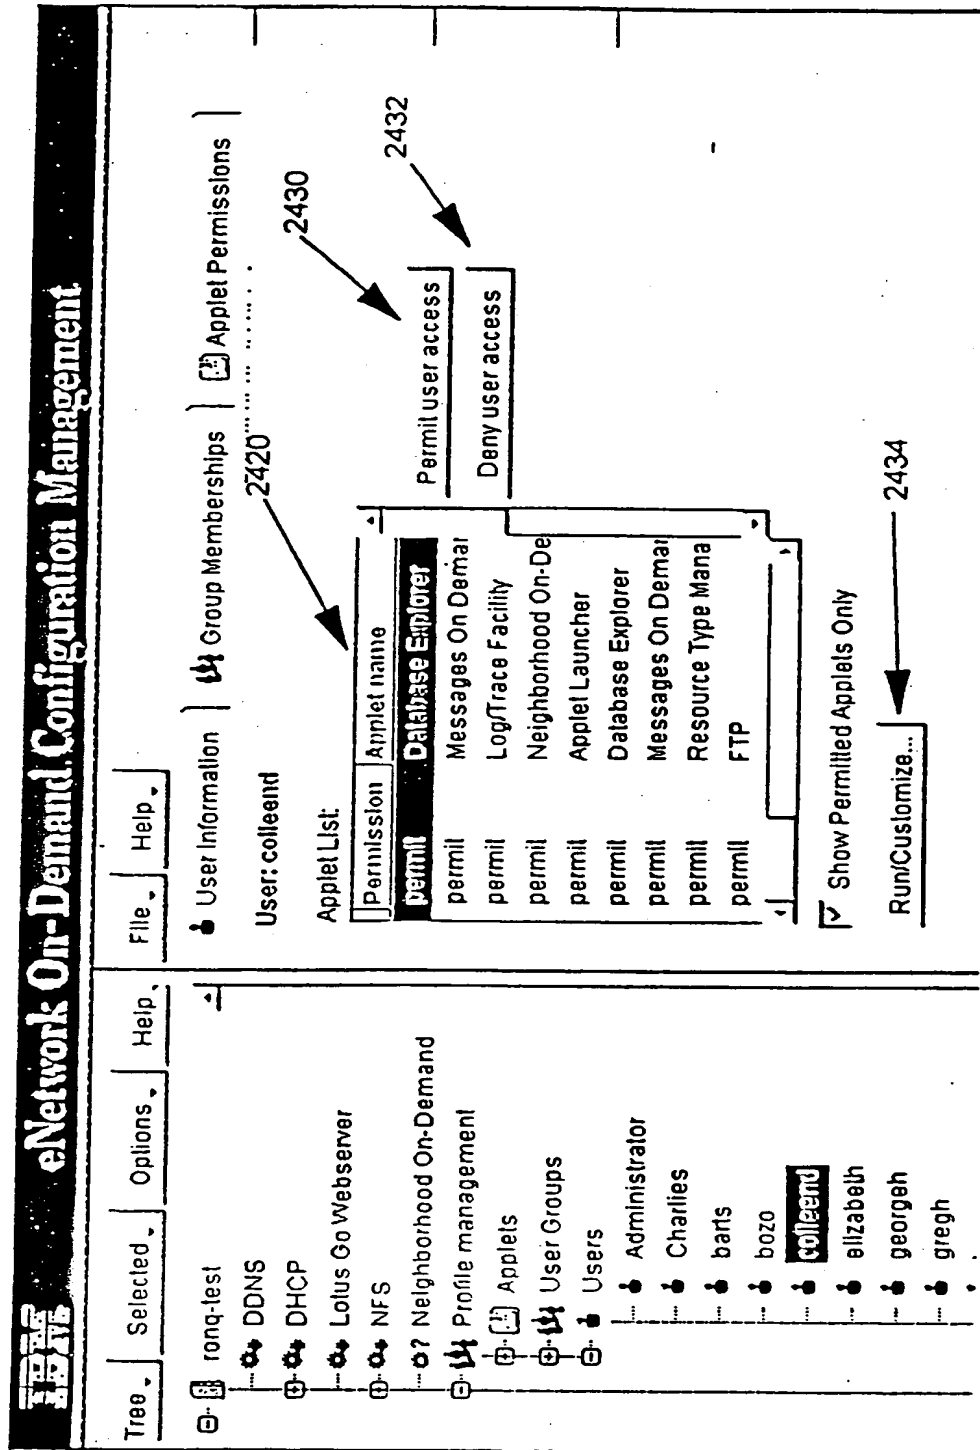 IBM eNetwork On-Demand Configuration Management
Tree Selected Options Help
File Help
ronq-test
DDNS
DHCP
Lotus Go Webserver
NFS
? Neighborhood On-Demand
Profile management
Applets
User Groups
Users
Administrator
Charlies
barts
bozo
colleend
elizabeth
georgeh
gregh
User Information Group Memberships Applet Permissions
User: colleend
2420
2430
2432
Applet List:
Permission Applet name
permit Database Explorer
permit Messages On Deman
permit Log/Trace Facility
permit Neighborhood On-De
permit Applet Launcher
permit Database Explorer
permit Messages On Deman
permit Resource Type Mana
permit FTP
Permit user access
Deny user access
Show Permitted Applets Only
Run/Customize...
2434